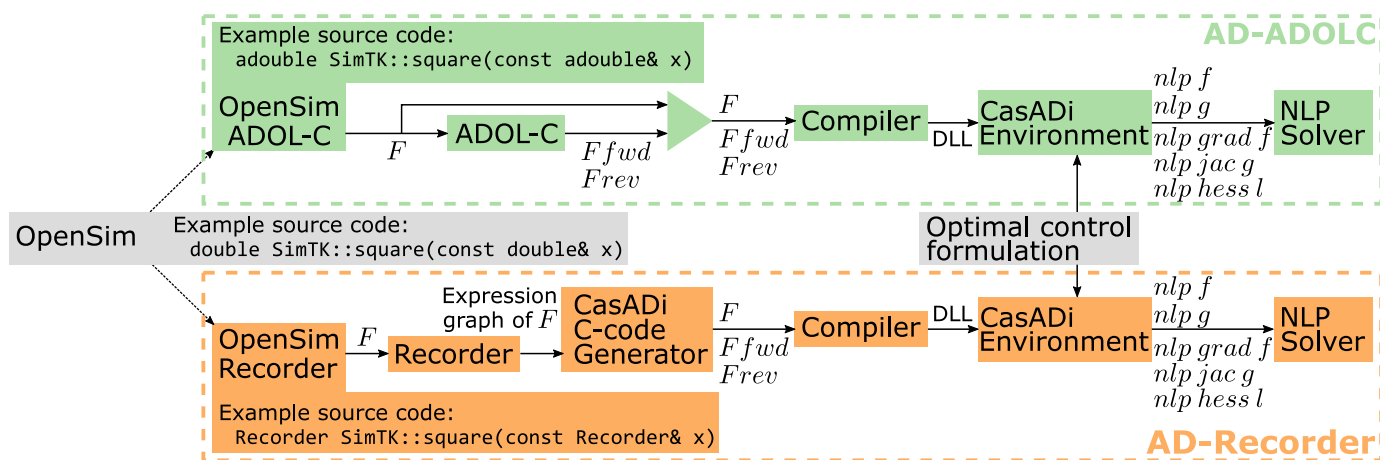 Example source code:
adouble SimTK::square(const adouble& x)
AD-ADOLC
OpenSim
ADOL-C
F
ADOL-C
F fwd
F rev
F
F fwd
F rev
Compiler
DLL
CasADi
Environment
nlp f
nlp g
nlp grad f
nlp jac g
nlp hess l
NLP
Solver
OpenSim
Example source code:
double SimTK::square(const double& x)
Optimal control
formulation
OpenSim
Recorder
F
Recorder
Expression
graph of F
CasADi
C-code
Generator
F
F fwd
F rev
Compiler
DLL
CasADi
Environment
nlp f
nlp g
nlp grad f
nlp jac g
nlp hess l
NLP
Solver
Example source code:
Recorder SimTK::square(const Recorder& x)
AD-Recorder